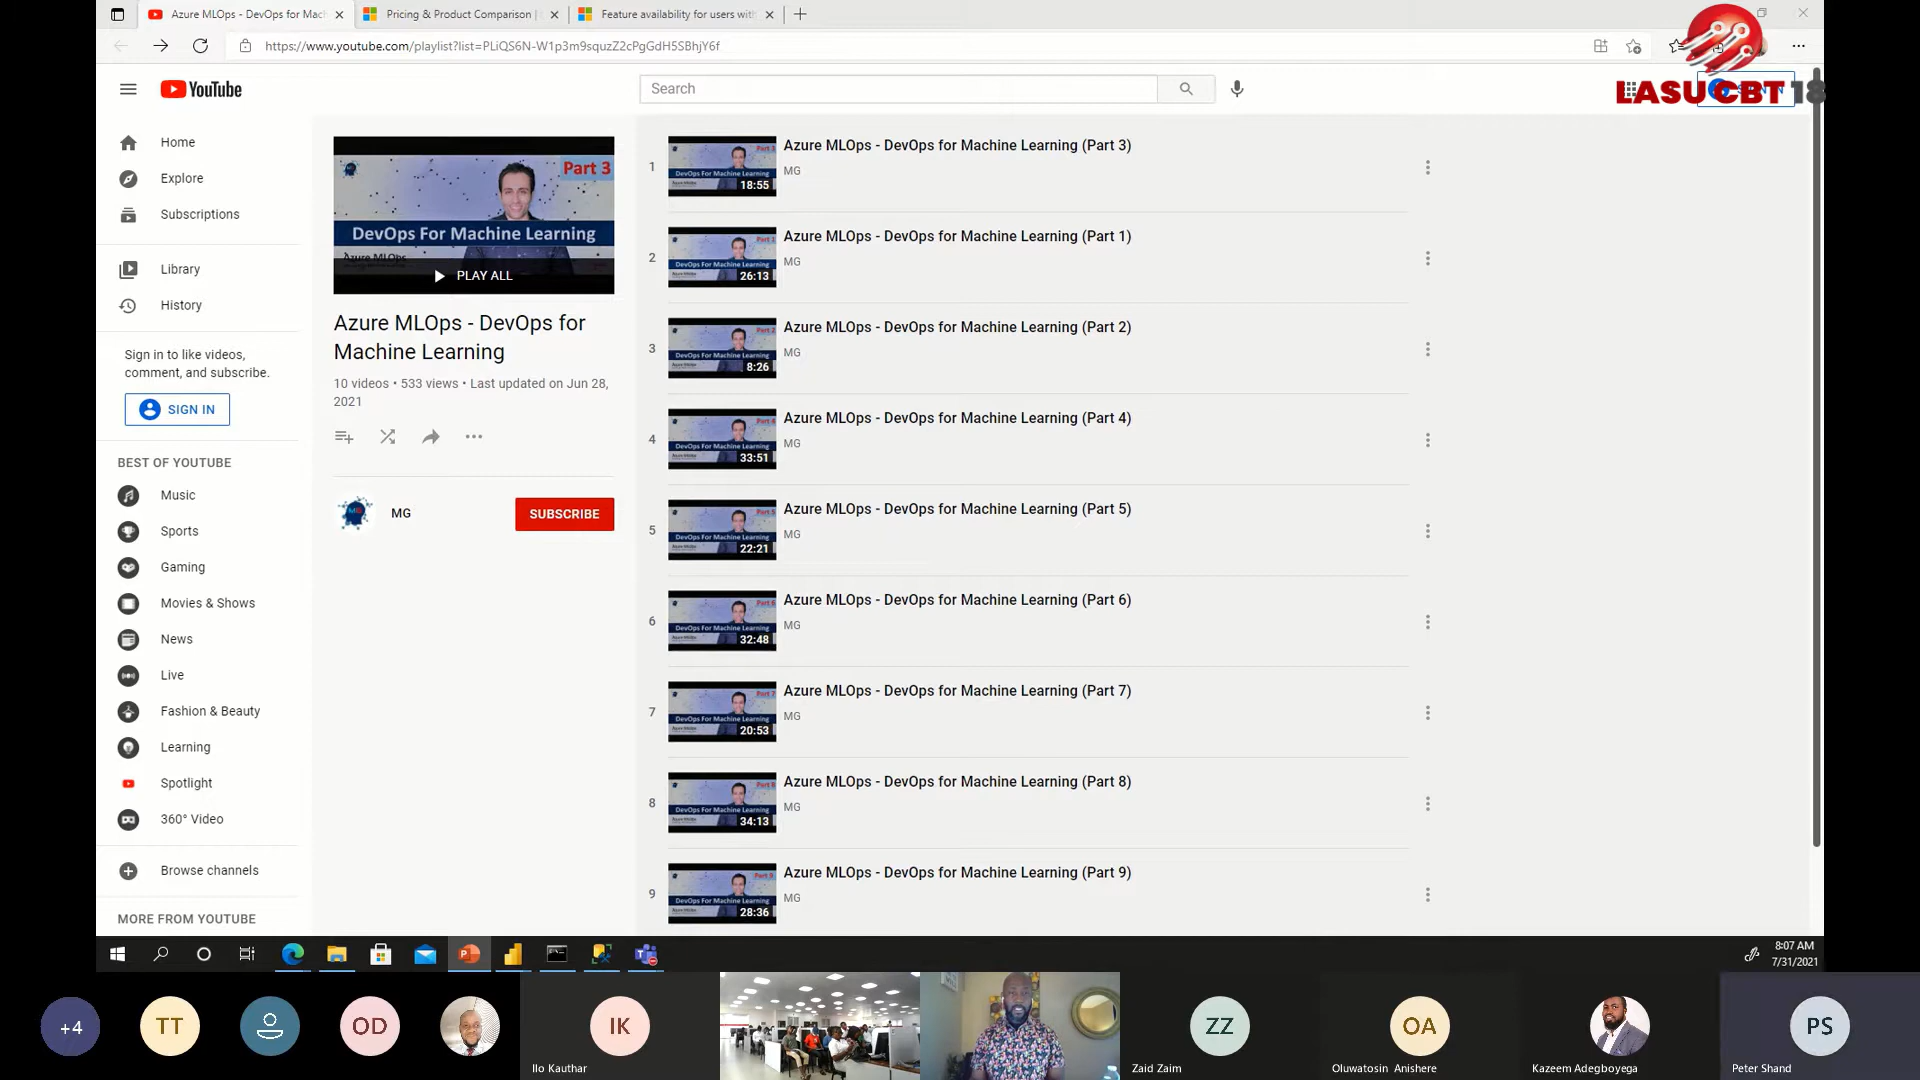 Azure MLOps - DevOps for Mach
Pricing & Product Comparison |
Feature availability for users with
https://www.youtube.com/playlist?list=PLiQS6N-W1p3m9squzZ2cPgGdH5SBhjY6f
LASU CBT 18
YouTube
Search
Home
Explore
Subscriptions
Library
History
Sign in to like videos,
comment, and subscribe.
SIGN IN
BEST OF YOUTUBE
Music
Sports
Gaming
Movies & Shows
News
Live
Fashion & Beauty
Learning
Spotlight
360° Video
Browse channels
MORE FROM YOUTUBE
Part 3
DevOps For Machine Learning
Azure MLOps
PLAY ALL
Azure MLOps - DevOps for
Machine Learning
10 videos • 533 views • Last updated on Jun 28,
2021
MG
SUBSCRIBE
1
18:55
Azure MLOps - DevOps for Machine Learning (Part 3)
MG
2
26:13
Azure MLOps - DevOps for Machine Learning (Part 1)
MG
3
8:26
Azure MLOps - DevOps for Machine Learning (Part 2)
MG
4
33:51
Azure MLOps - DevOps for Machine Learning (Part 4)
MG
5
22:21
Azure MLOps - DevOps for Machine Learning (Part 5)
MG
6
32:48
Azure MLOps - DevOps for Machine Learning (Part 6)
MG
7
20:53
Azure MLOps - DevOps for Machine Learning (Part 7)
MG
8
34:13
Azure MLOps - DevOps for Machine Learning (Part 8)
MG
9
28:36
Azure MLOps - DevOps for Machine Learning (Part 9)
MG
8:07 AM
7/31/2021
+4
TT
OD
IK
Ilo Kauthar
ZZ
Zaid Zaim
OA
Oluwatosin Anishere
Kazeem Adegboyega
PS
Peter Shand